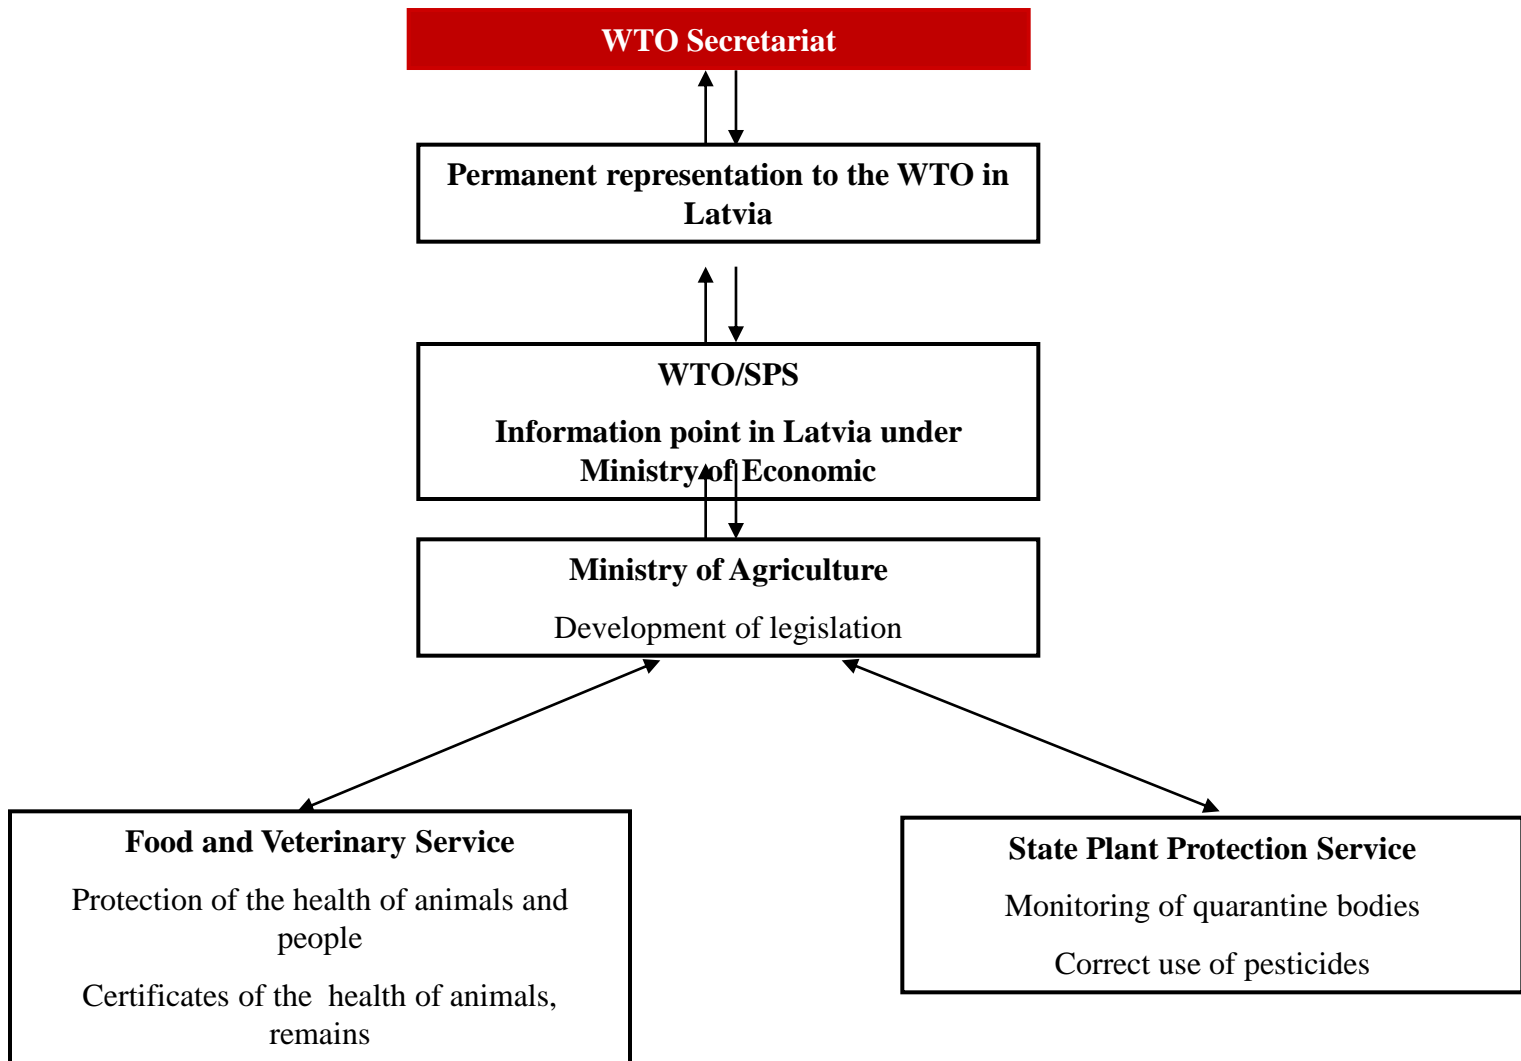 WTO Secretariat
Permanent representation to the WTO in
Latvia
WTO/SPS
Information point in Latvia under
Ministry of Economic
Ministry of Agriculture
Development of legislation
Food and Veterinary Service
Protection of the health of animals and
people
Certificates of the health of animals,
remains
State Plant Protection Service
Monitoring of quarantine bodies
Correct use of pesticides